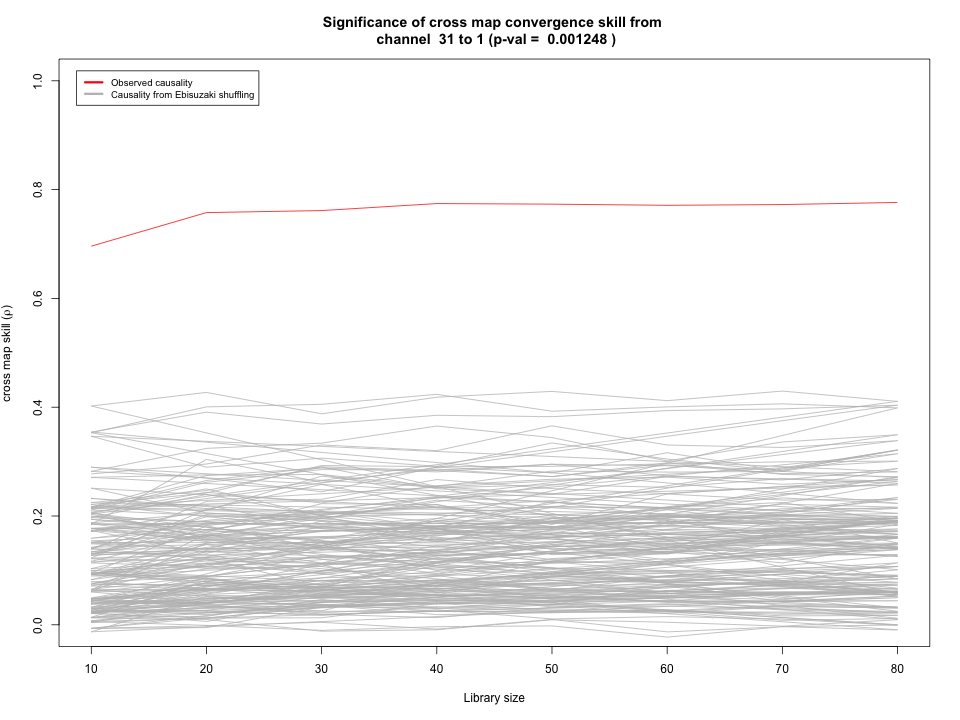 Significance of cross map convergence skill from
channel  31 to 1 (p-val =  0.001248 )
Observed causality
Causality from Ebisuzaki shuffling
cross map skill (ρ)
1.0
0.8
0.6
0.4
0.2
0.0
10 20 30 40 50 60 70 80
Library size